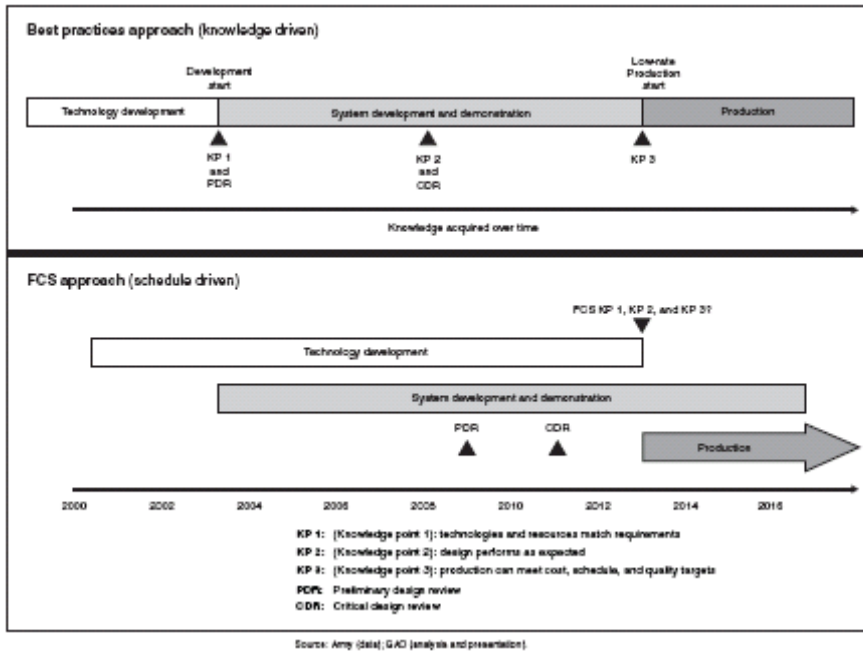 Best practices approach (knowledge driven)
Development
start
Low-rate
Production
start
Technology development
System development and demonstration
Production
KP 1
and
PDR
KP 2
and
CDR
KP 3
Knowledge acquired over time
FCS approach (schedule driven)
FCS KP 1, KP 2, and KP 3?
Technology development
System development and demonstration
PDR
CDR
Production
2000
2002
2004
2006
2008
2010
2012
2014
2016
KP 1: (Knowledge point 1): technologies and resources match requirements
KP 2: (Knowledge point 2): design performs as expected
KP 3: (Knowledge point 3): production can meet cost, schedule, and quality targets
PDR: Preliminary design review
CDR: Critical design review
Source: Army (data); GAO (analysis and presentation).